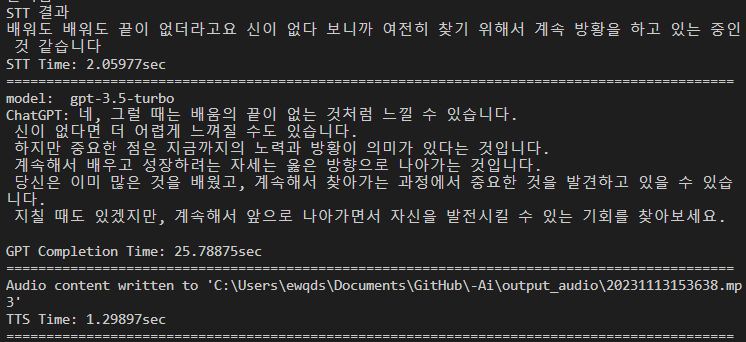 STT 결과
배워도 배워도 끝이 없더라고요 신이 없다 보니까 여전히 찾기 위해서 계속 방황을 하고 있는 중인
것 같습니다
STT Time: 2.05977sec
==========================================================================================
model:  gpt-3.5-turbo
ChatGPT: 네, 그럴 때는 배움의 끝이 없는 것처럼 느낄 수 있습니다.
신이 없다면 더 어렵게 느껴질 수도 있습니다.
하지만 중요한 점은 지금까지의 노력과 방황이 의미가 있다는 것입니다.
계속해서 배우고 성장하려는 자세는 옳은 방향으로 나아가는 것입니다.
당신은 이미 많은 것을 배웠고, 계속해서 찾아가는 과정에서 중요한 것을 발견하고 있을 수 있습
니다.
지칠 때도 있겠지만, 계속해서 앞으로 나아가면서 자신을 발전시킬 수 있는 기회를 찾아보세요.
GPT Completion Time: 25.78875sec
==========================================================================================
Audio content written to 'C:\Users\ewqds\Documents\GitHub\-Ai\output_audio\20231113153638.mp
3'
TTS Time: 1.29897sec
==========================================================================================